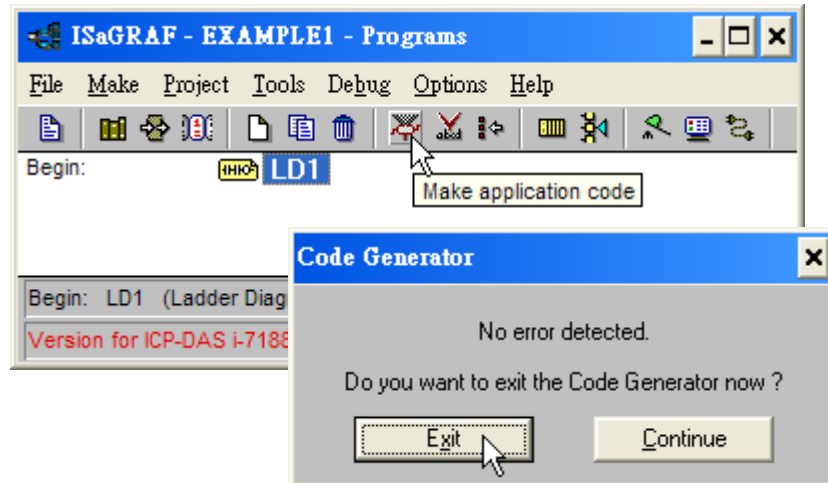 ISaGRAF - EXAMPLE1 - Programs
File Make Project Tools Debug Options Help
Begin: LD1
Make application code
Begin: LD1 (Ladder Diag
Version for ICP-DAS i-7188
Code Generator
No error detected.
Do you want to exit the Code Generator now ?
Exit Continue